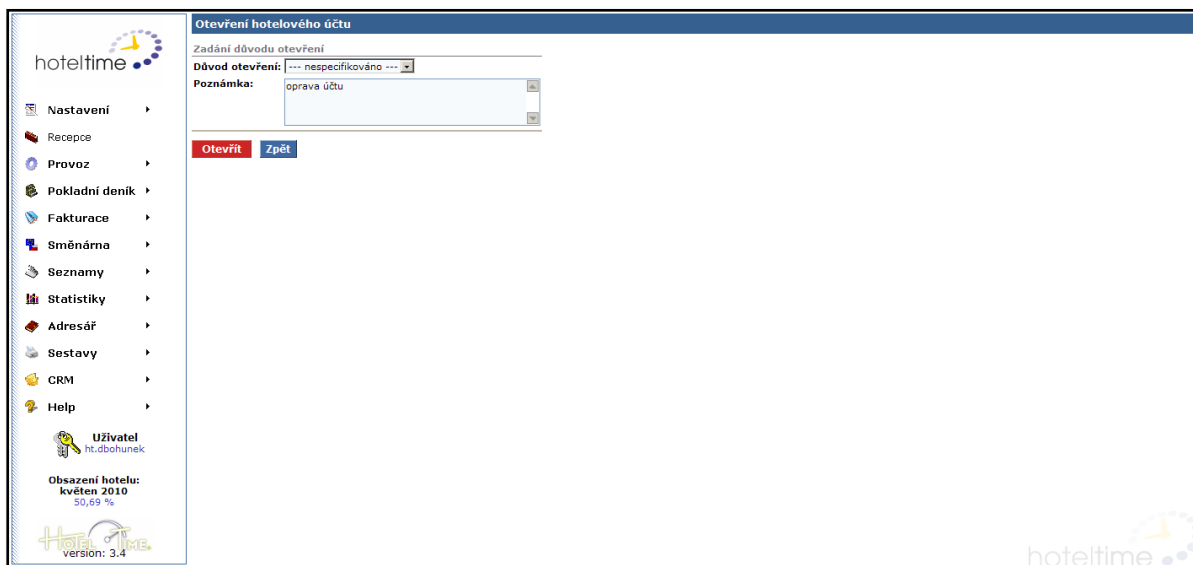 hoteltime
Nastavení
Recepce
Provoz
Pokladní deník
Fakturace
Směnárna
Seznamy
Statistiky
Adresář
Sestavy
CRM
Help
Uživatel
ht.dbohunek
Obsazení hotelu:
květen 2010
50,69 %
HOTEL TIME.
version: 3.4
Otevření hotelového účtu
Zadání důvodu otevření
Důvod otevření: --- nespecifikováno ---
Poznámka: oprava účtu
Otevřít Zpět
hoteltime